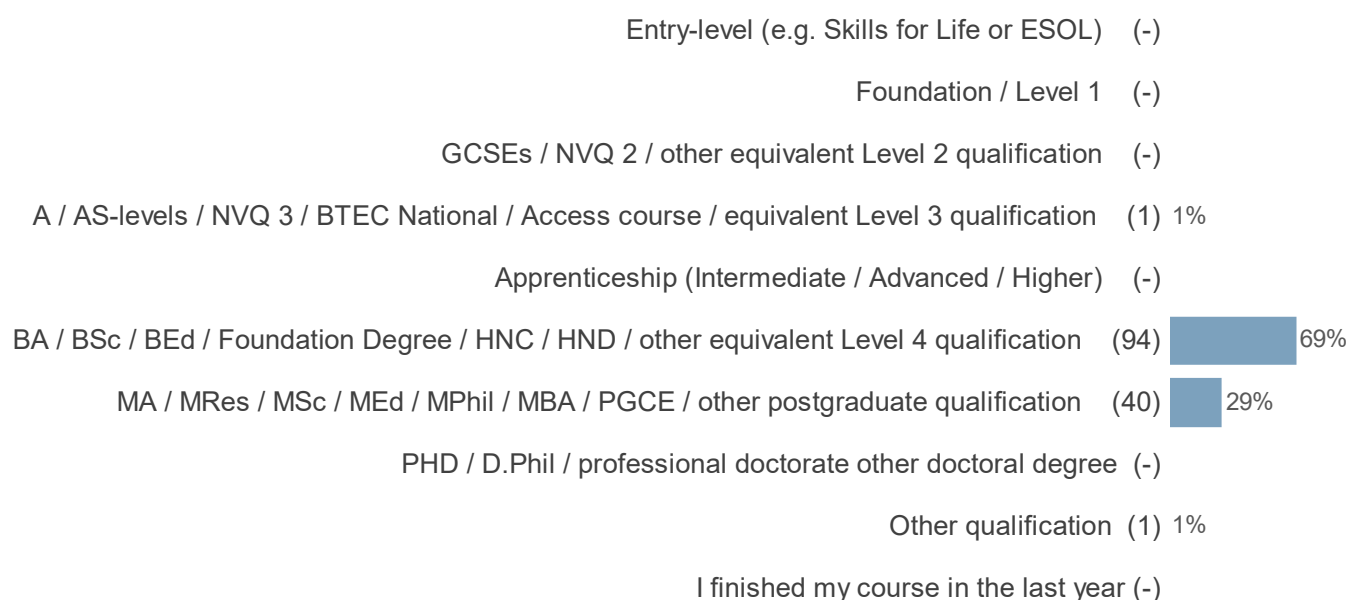 Entry-level (e.g. Skills for Life or ESOL) (-)
Foundation / Level 1 (-)
GCSEs / NVQ 2 / other equivalent Level 2 qualification (-)
A / AS-levels / NVQ 3 / BTEC National / Access course / equivalent Level 3 qualification (1) 1%
Apprenticeship (Intermediate / Advanced / Higher) (-)
BA / BSc / BEd / Foundation Degree / HNC / HND / other equivalent Level 4 qualification (94) 69%
MA / MRes / MSc / MEd / MPhil / MBA / PGCE / other postgraduate qualification (40) 29%
PHD / D.Phil / professional doctorate other doctoral degree (-)
Other qualification (1) 1%
I finished my course in the last year (-)